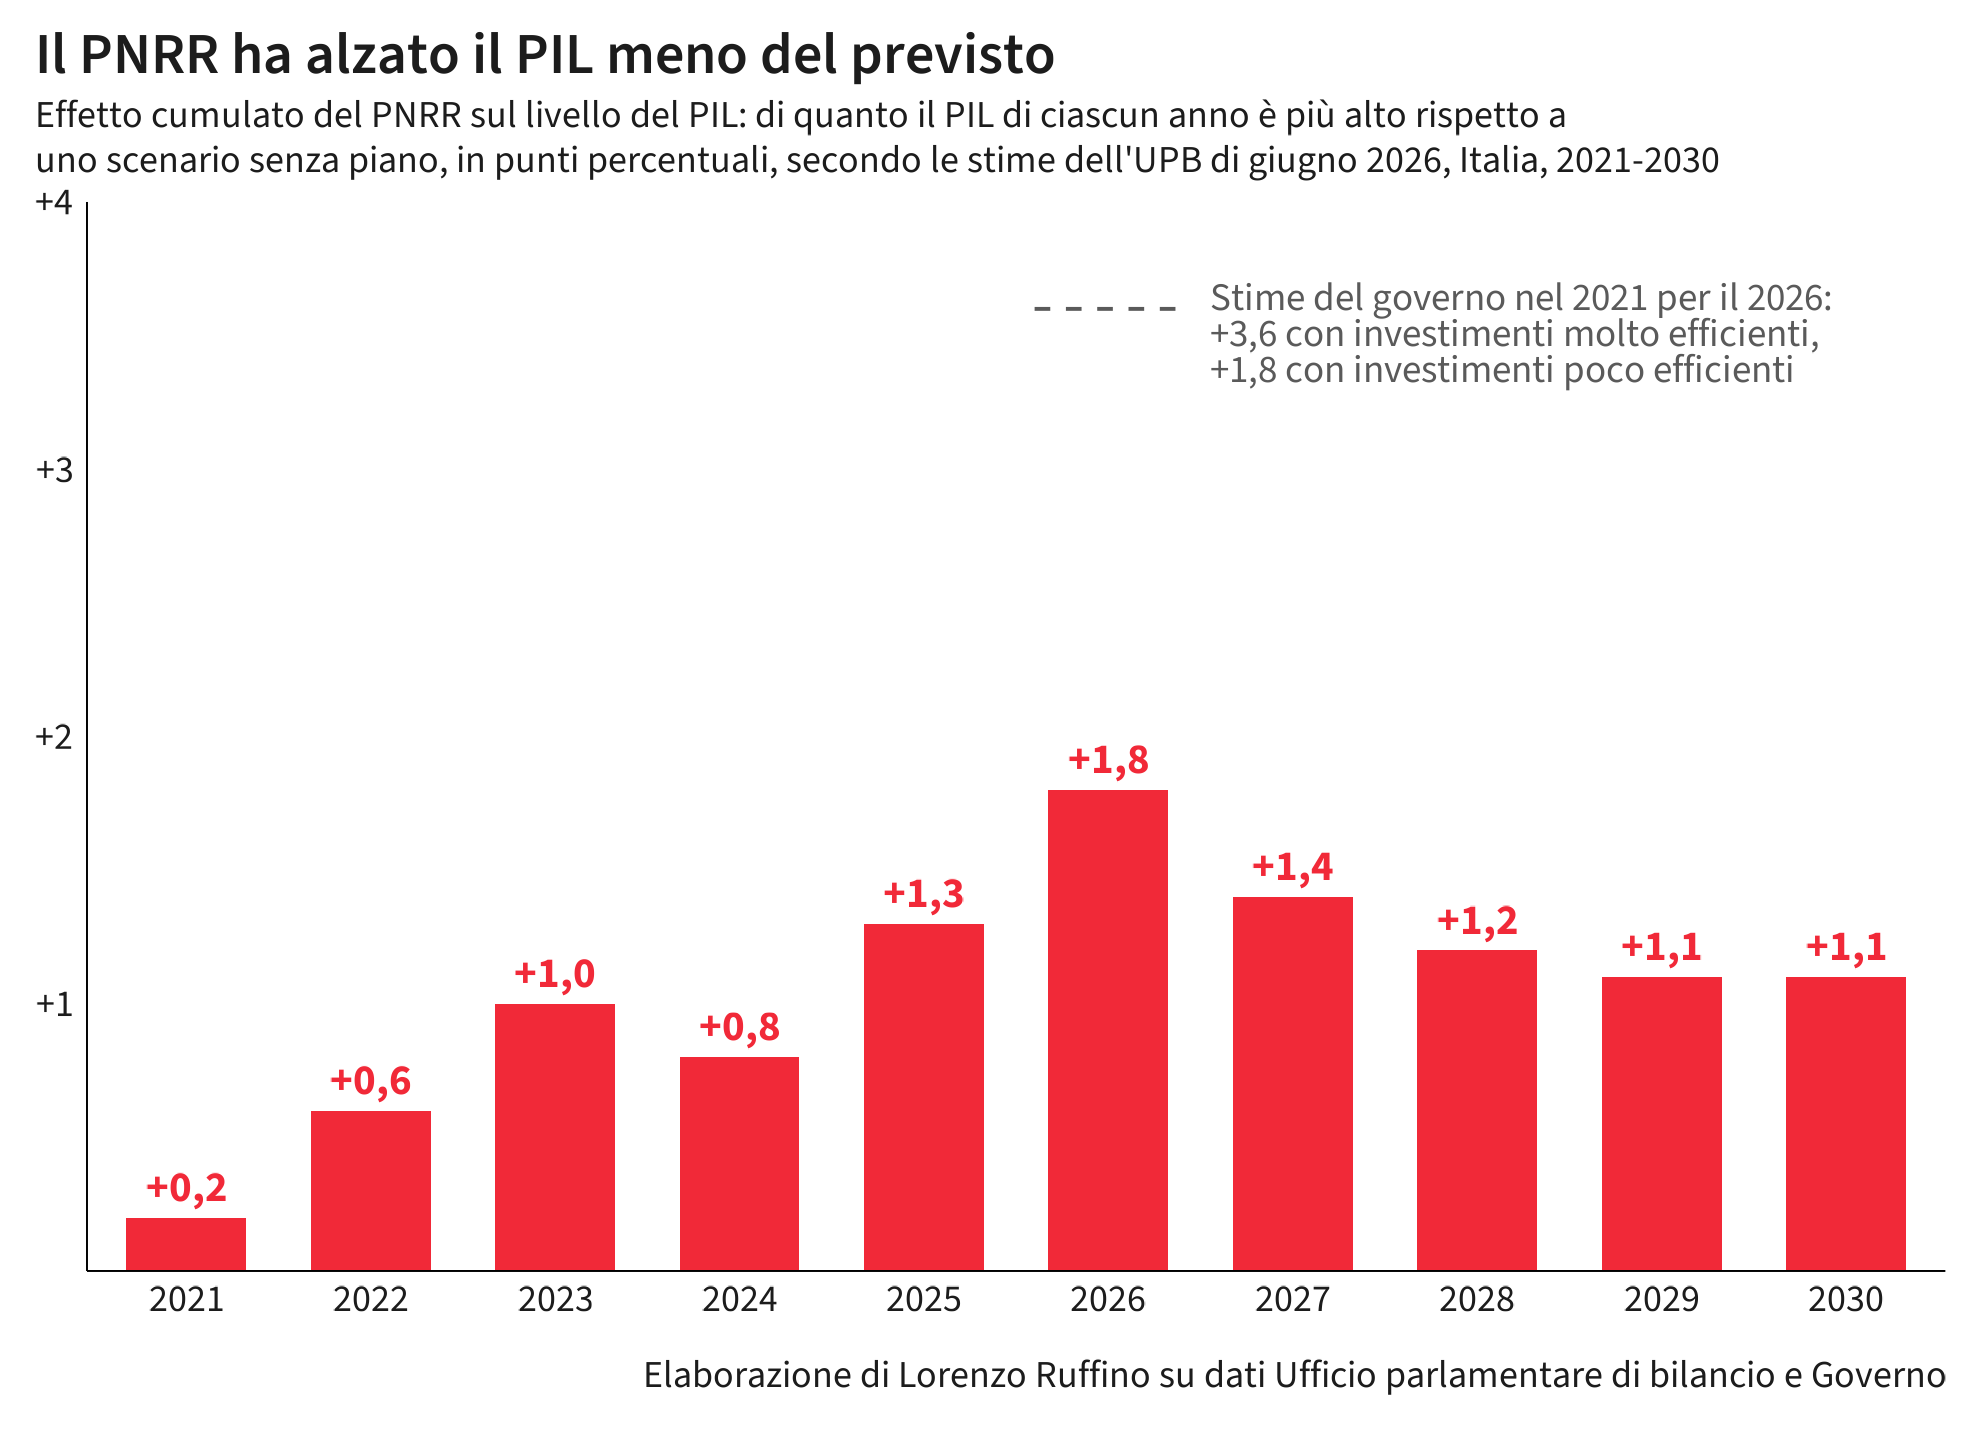 Il PNRR ha alzato il PIL meno del previsto
Effetto cumulato del PNRR sul livello del PIL: di quanto il PIL di ciascun anno è più alto rispetto a
uno scenario senza piano, in punti percentuali, secondo le stime dell'UPB di giugno 2026, Italia, 2021-2030
+4
Stime del governo nel 2021 per il 2026:
+3,6 con investimenti molto efficienti,
+1,8 con investimenti poco efficienti
+3
+2
+1
+0,2
+0,6
+1,0
+0,8
+1,3
+1,8
+1,4
+1,2
+1,1
+1,1
2021 2022 2023 2024 2025 2026 2027 2028 2029 2030
Elaborazione di Lorenzo Ruffino su dati Ufficio parlamentare di bilancio e Governo